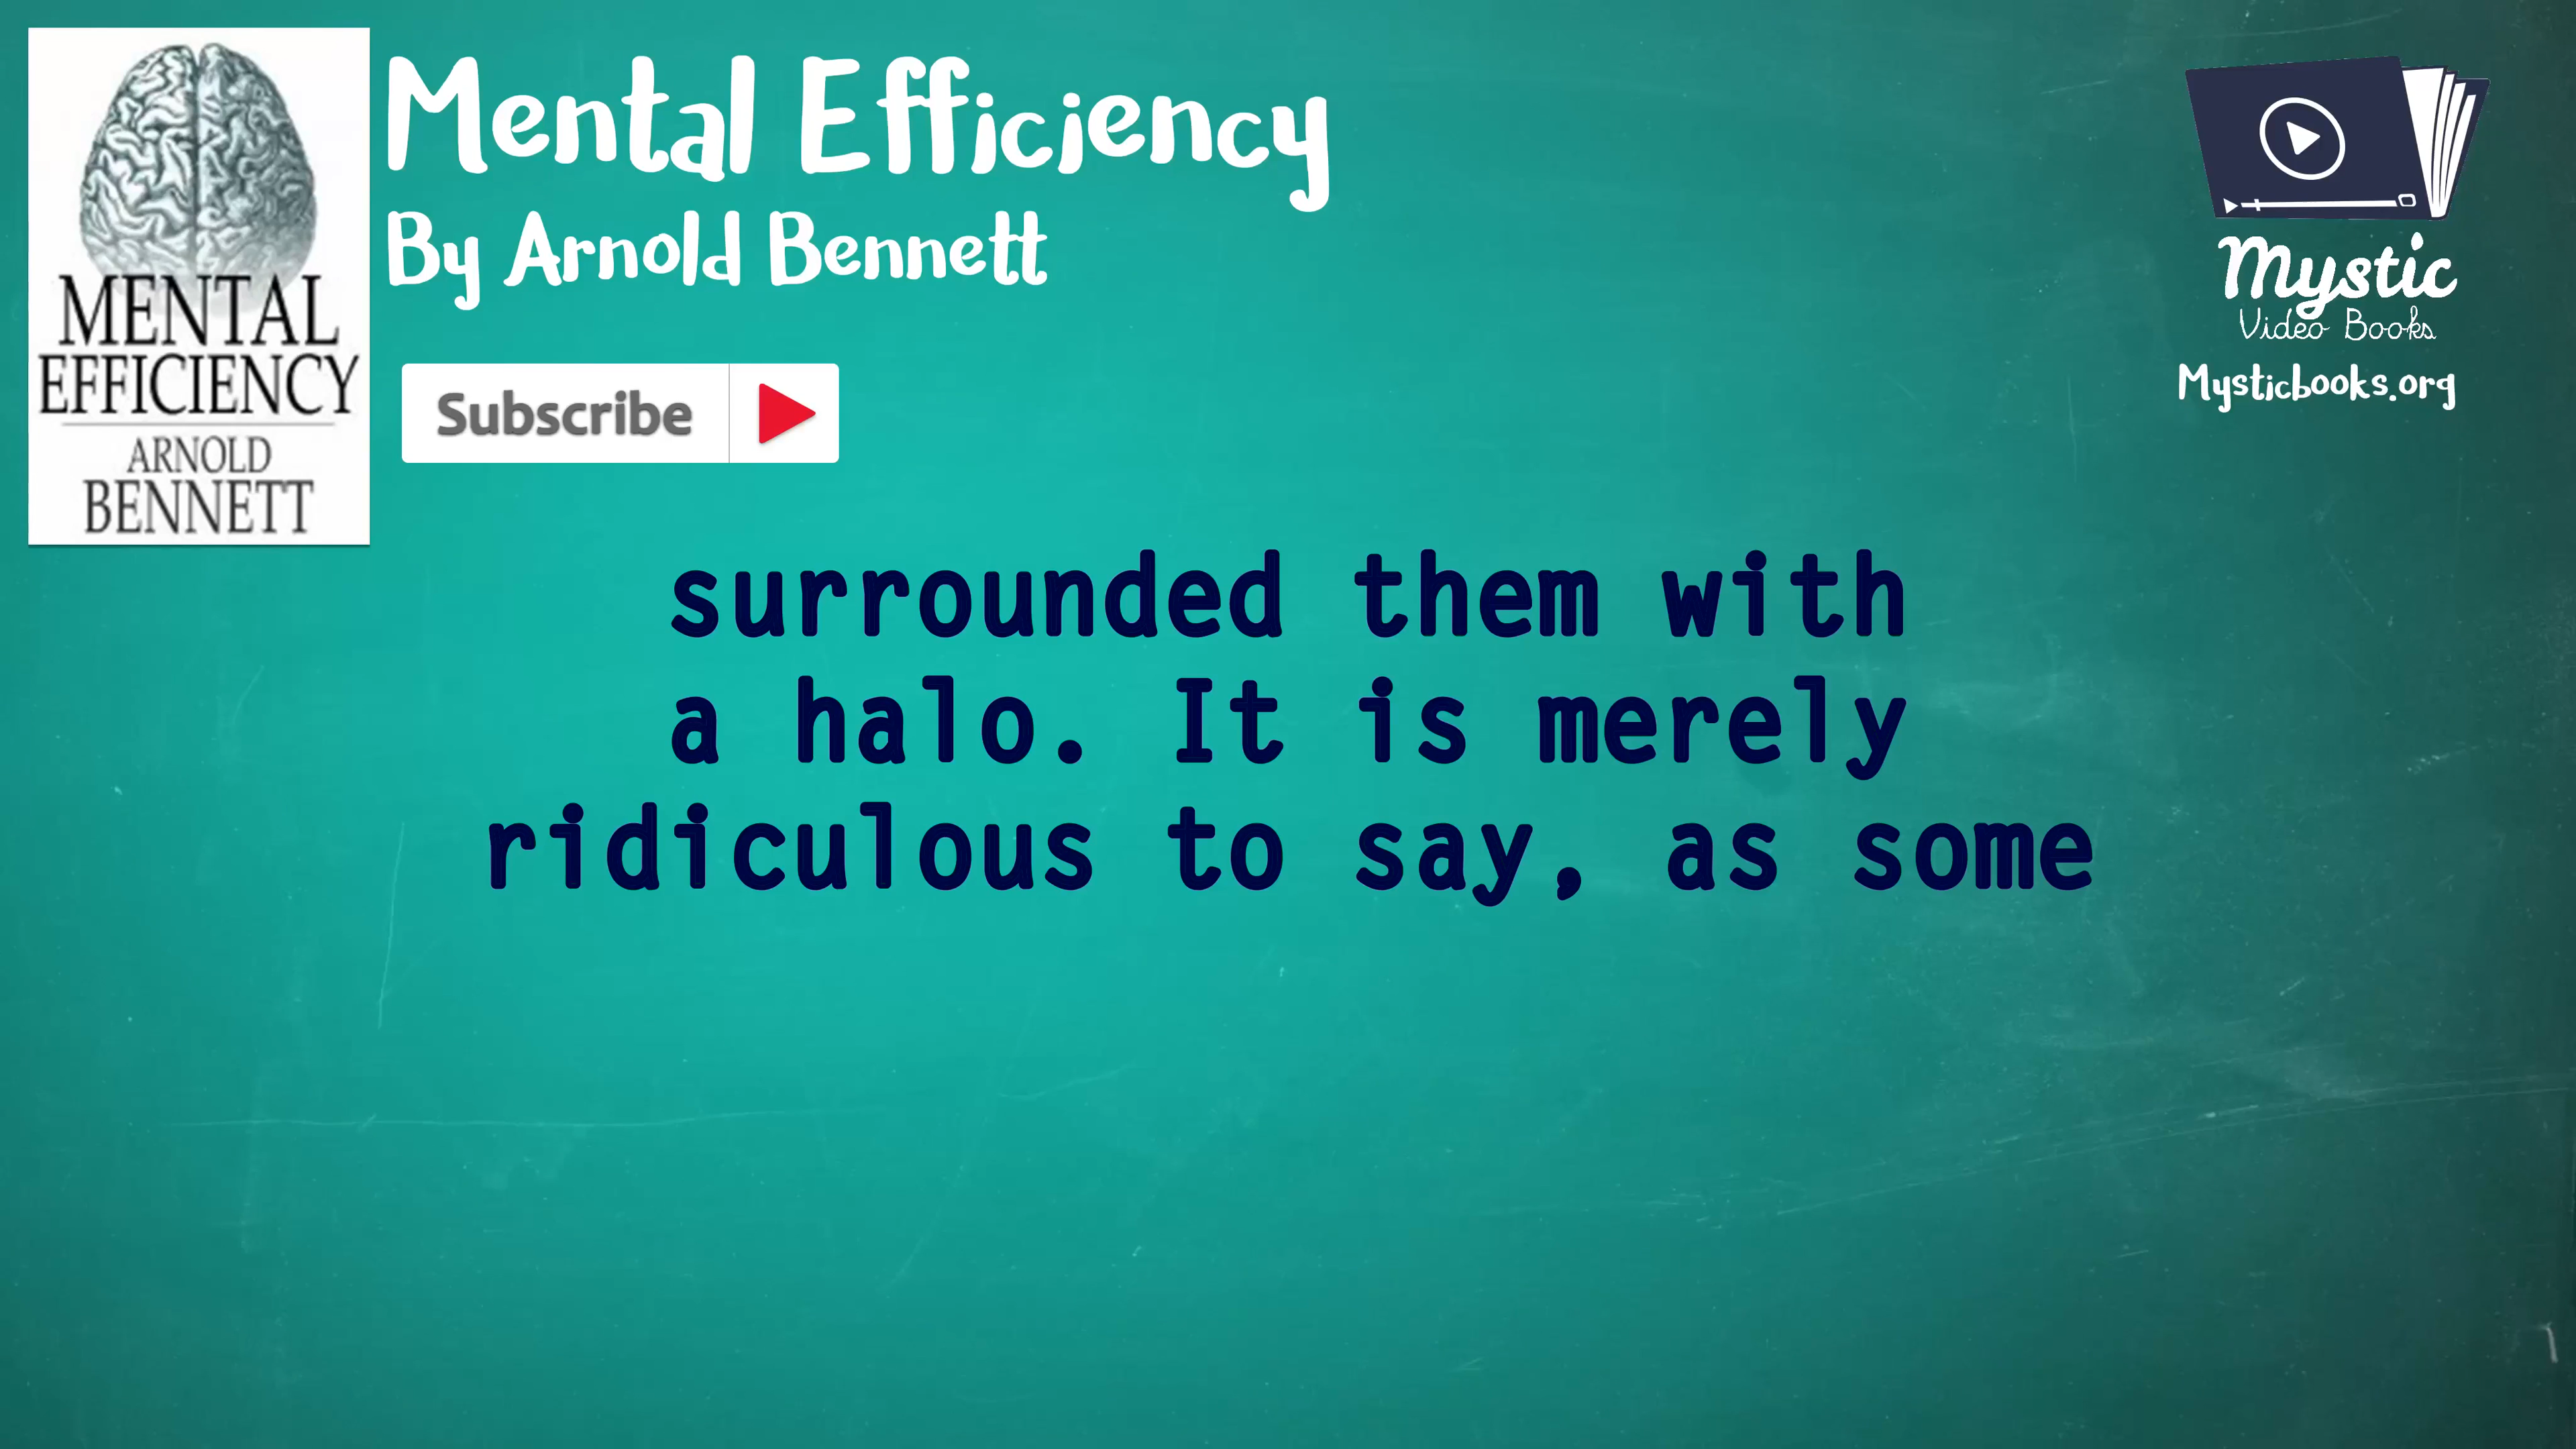 MENTAL
EFFICIENCY
ARNOLD
BENNETT
Mental Efficiency
By Arnold Bennett
Subscribe
Mystic
Video Books
Mysticbooks.org
surrounded them with
a halo. It is merely
ridiculous to say, as some